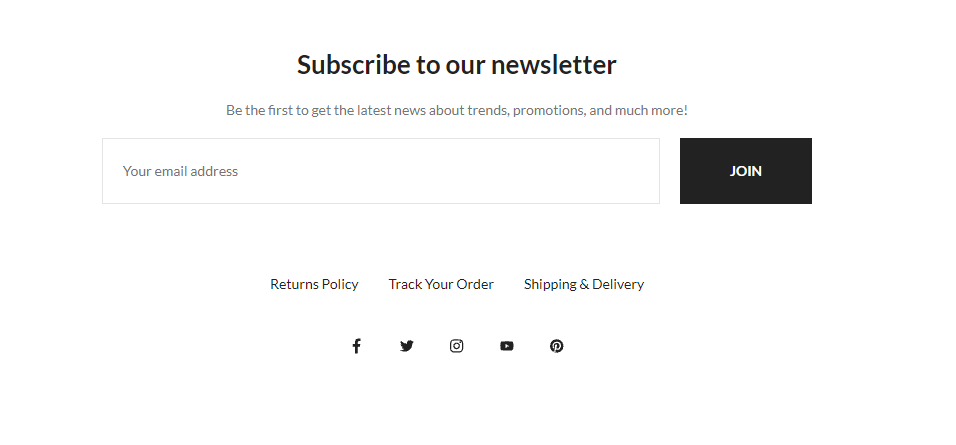 Subscribe to our newsletter
Be the first to get the latest news about trends, promotions, and much more!
Your email address
JOIN
Returns Policy Track Your Order Shipping & Delivery